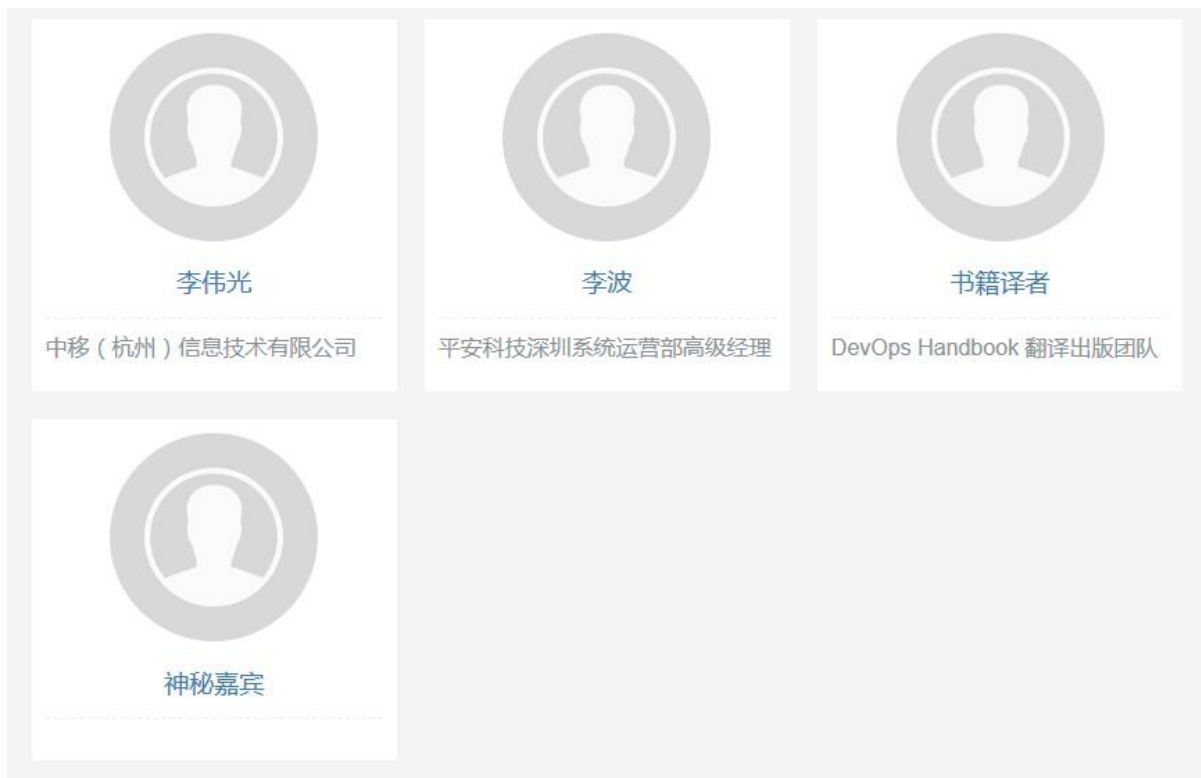 李伟光
中移（杭州）信息技术有限公司
李波
平安科技深圳系统运营部高级经理
书籍译者
DevOps Handbook 翻译出版团队
神秘嘉宾